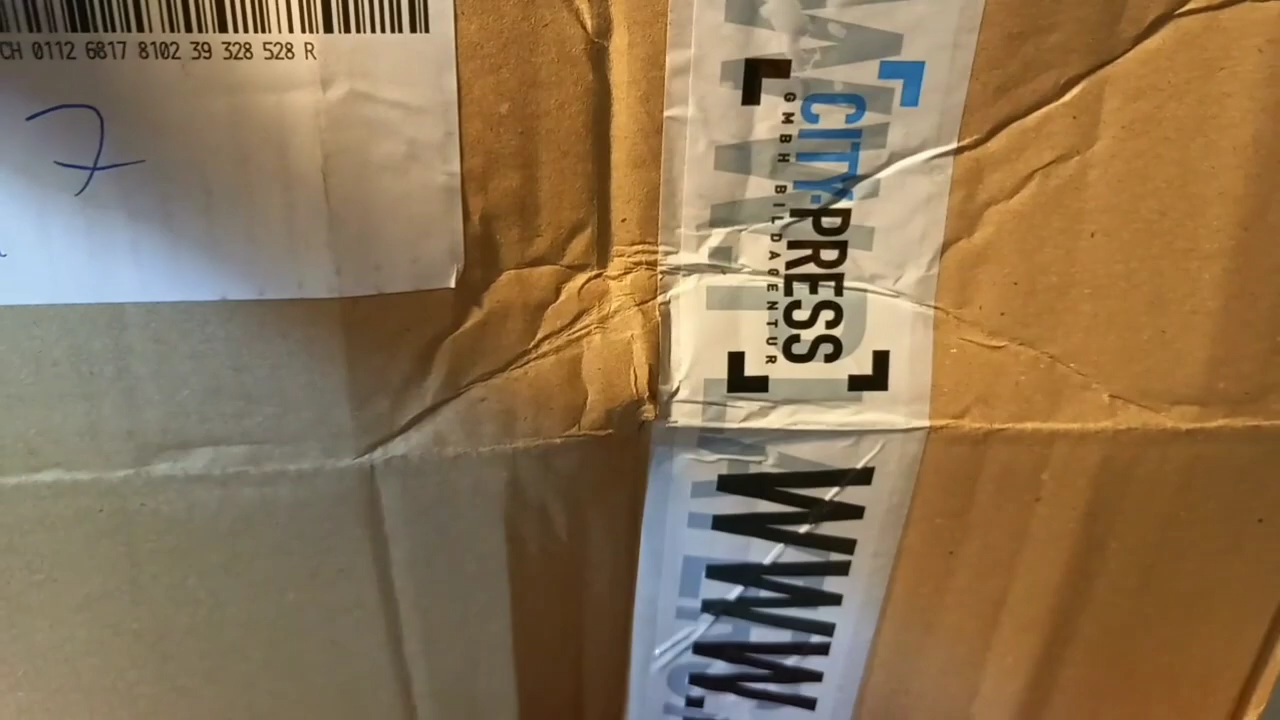 CH 0112 6817 8102 39 328 528 R
7
CITY-PRESS
GMBH BILDAGENTUR
WWW.